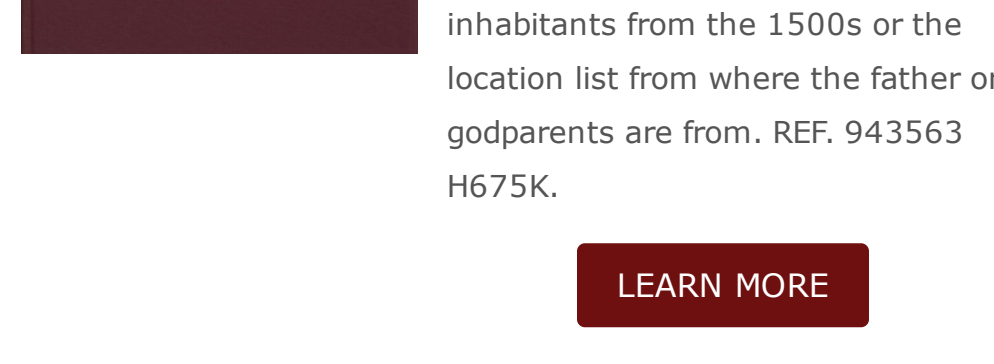 inhabitants from the 1500s or the
location list from where the father or
godparents are from. REF. 943563
H675K.
LEARN MORE